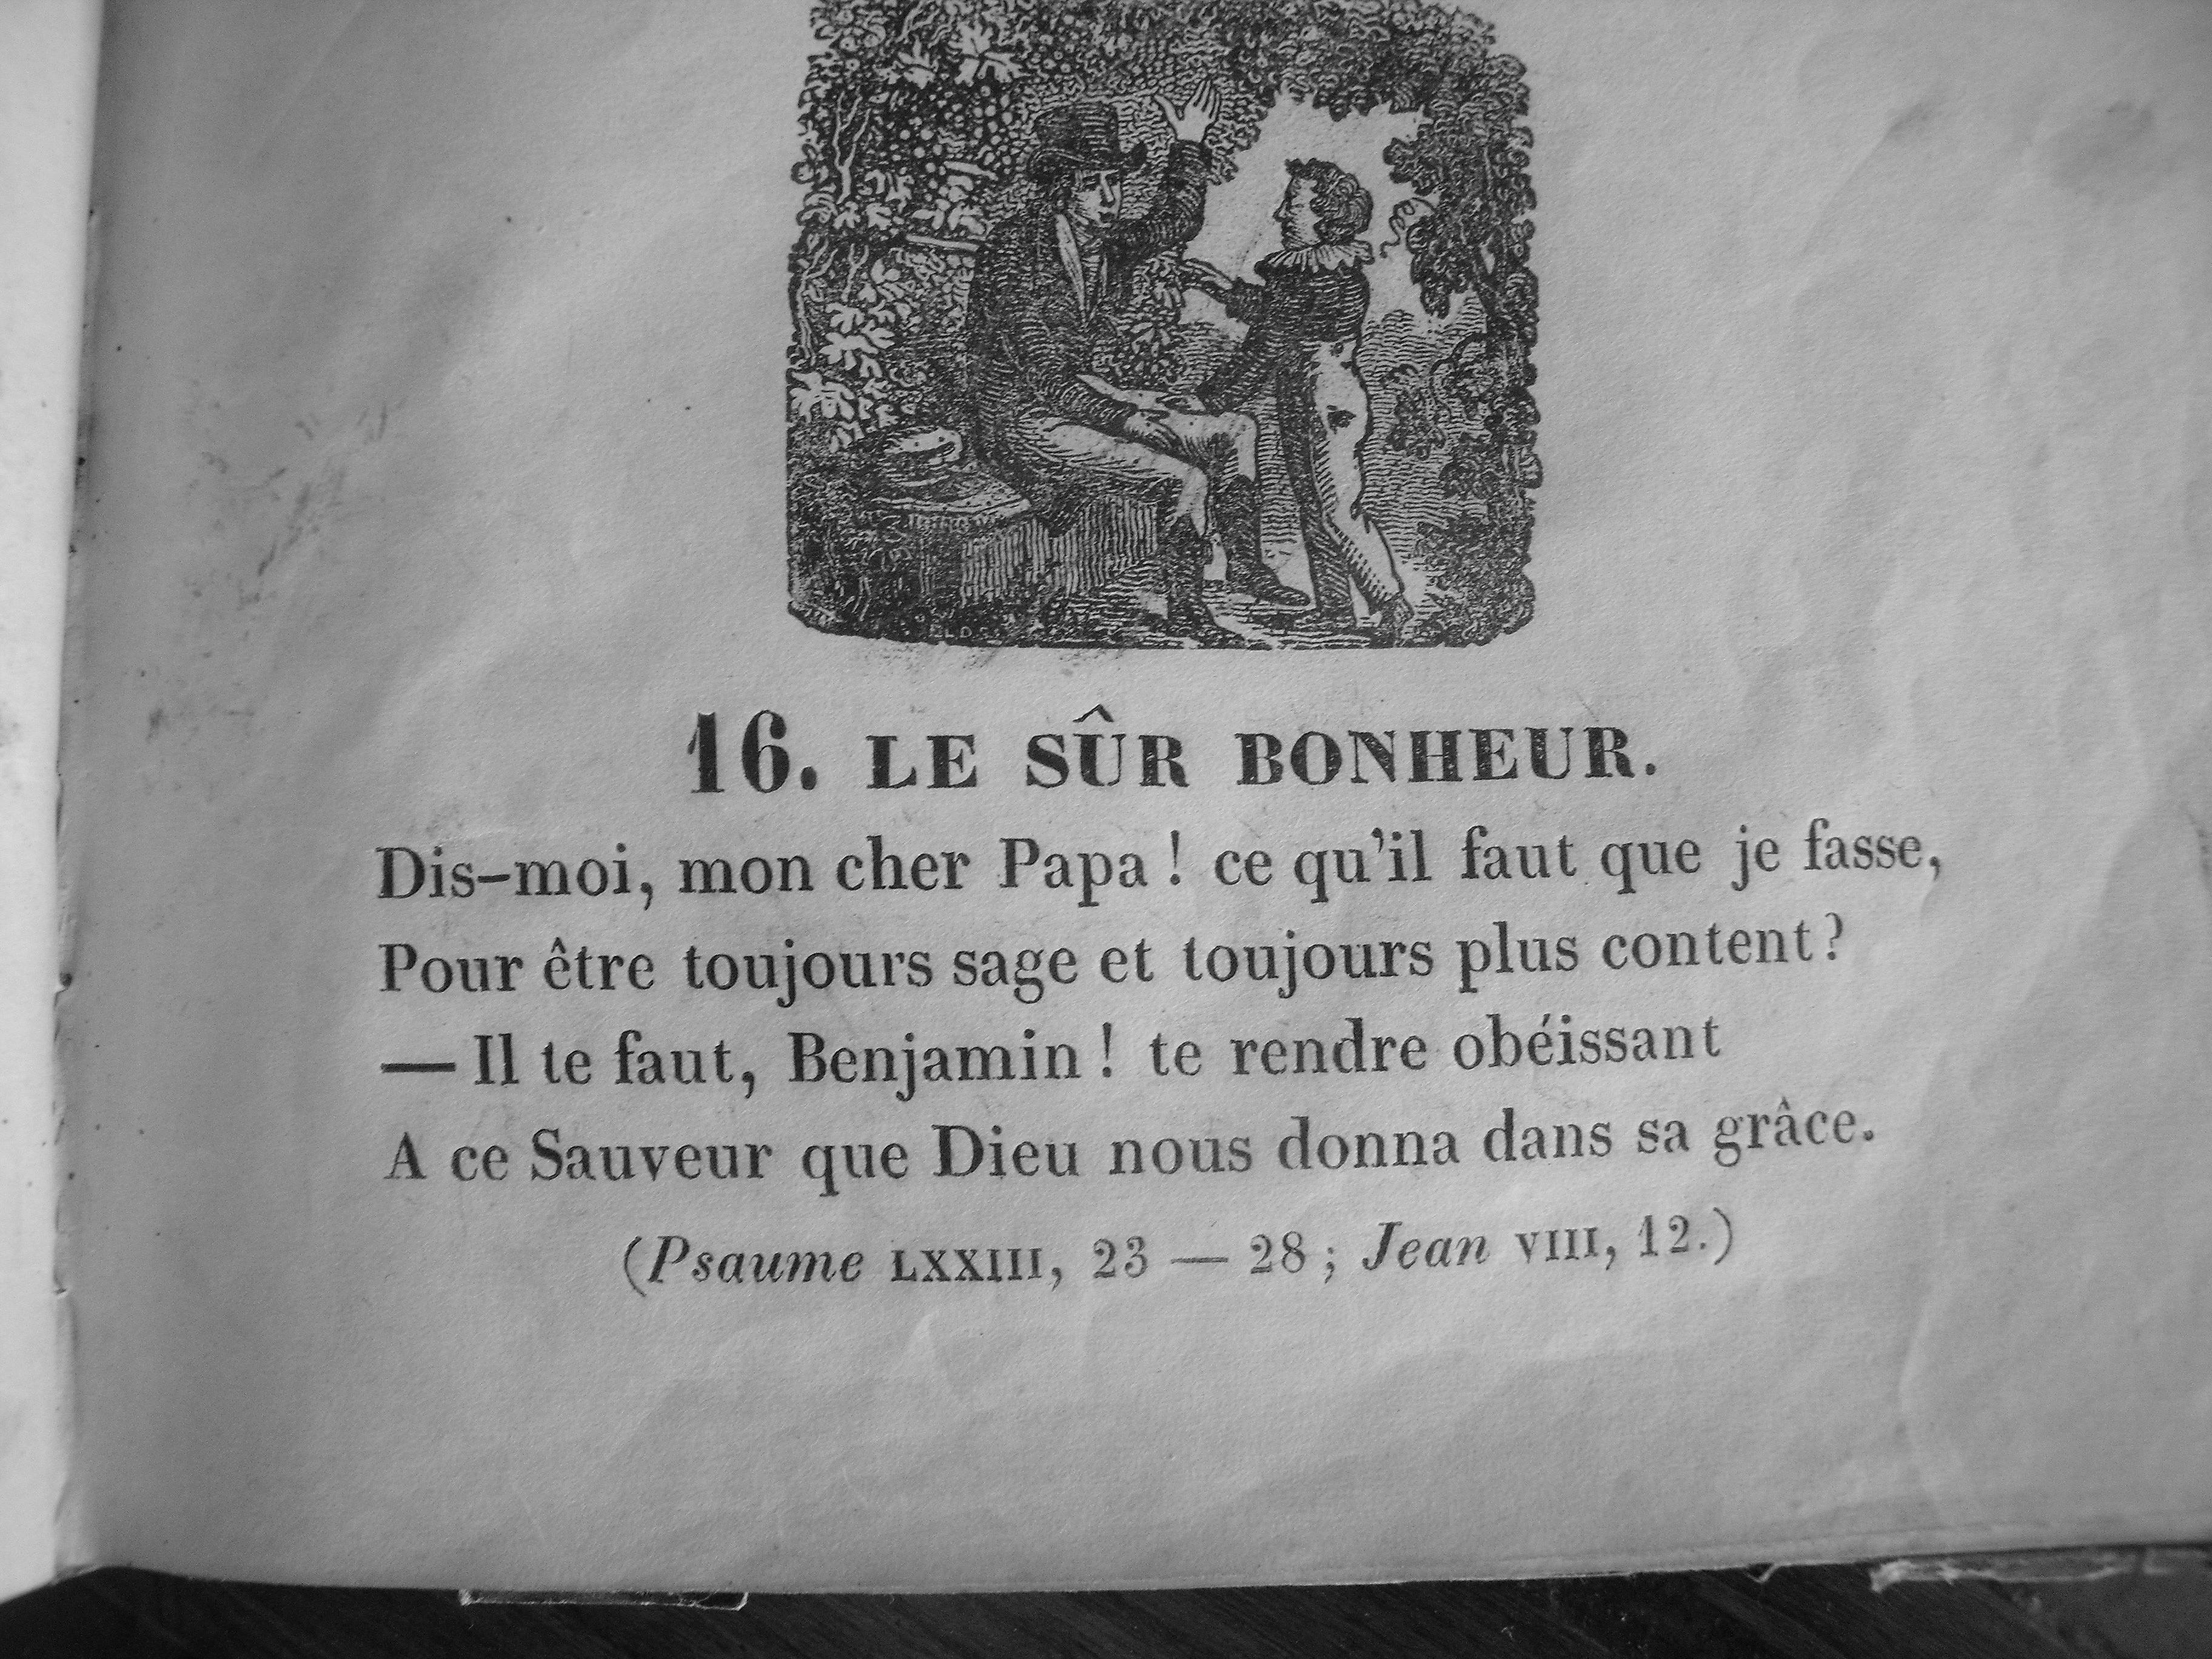 16. LE SÛR BONHEUR.
Dis-moi, mon cher Papa ! ce qu'il faut que je fasse,
Pour être toujours sage et toujours plus content ?
— Il te faut, Benjamin ! te rendre obéissant
A ce Sauveur que Dieu nous donna dans sa grâce.
(Psaume LXXIII, 23 — 28 ; Jean VIII, 12.)